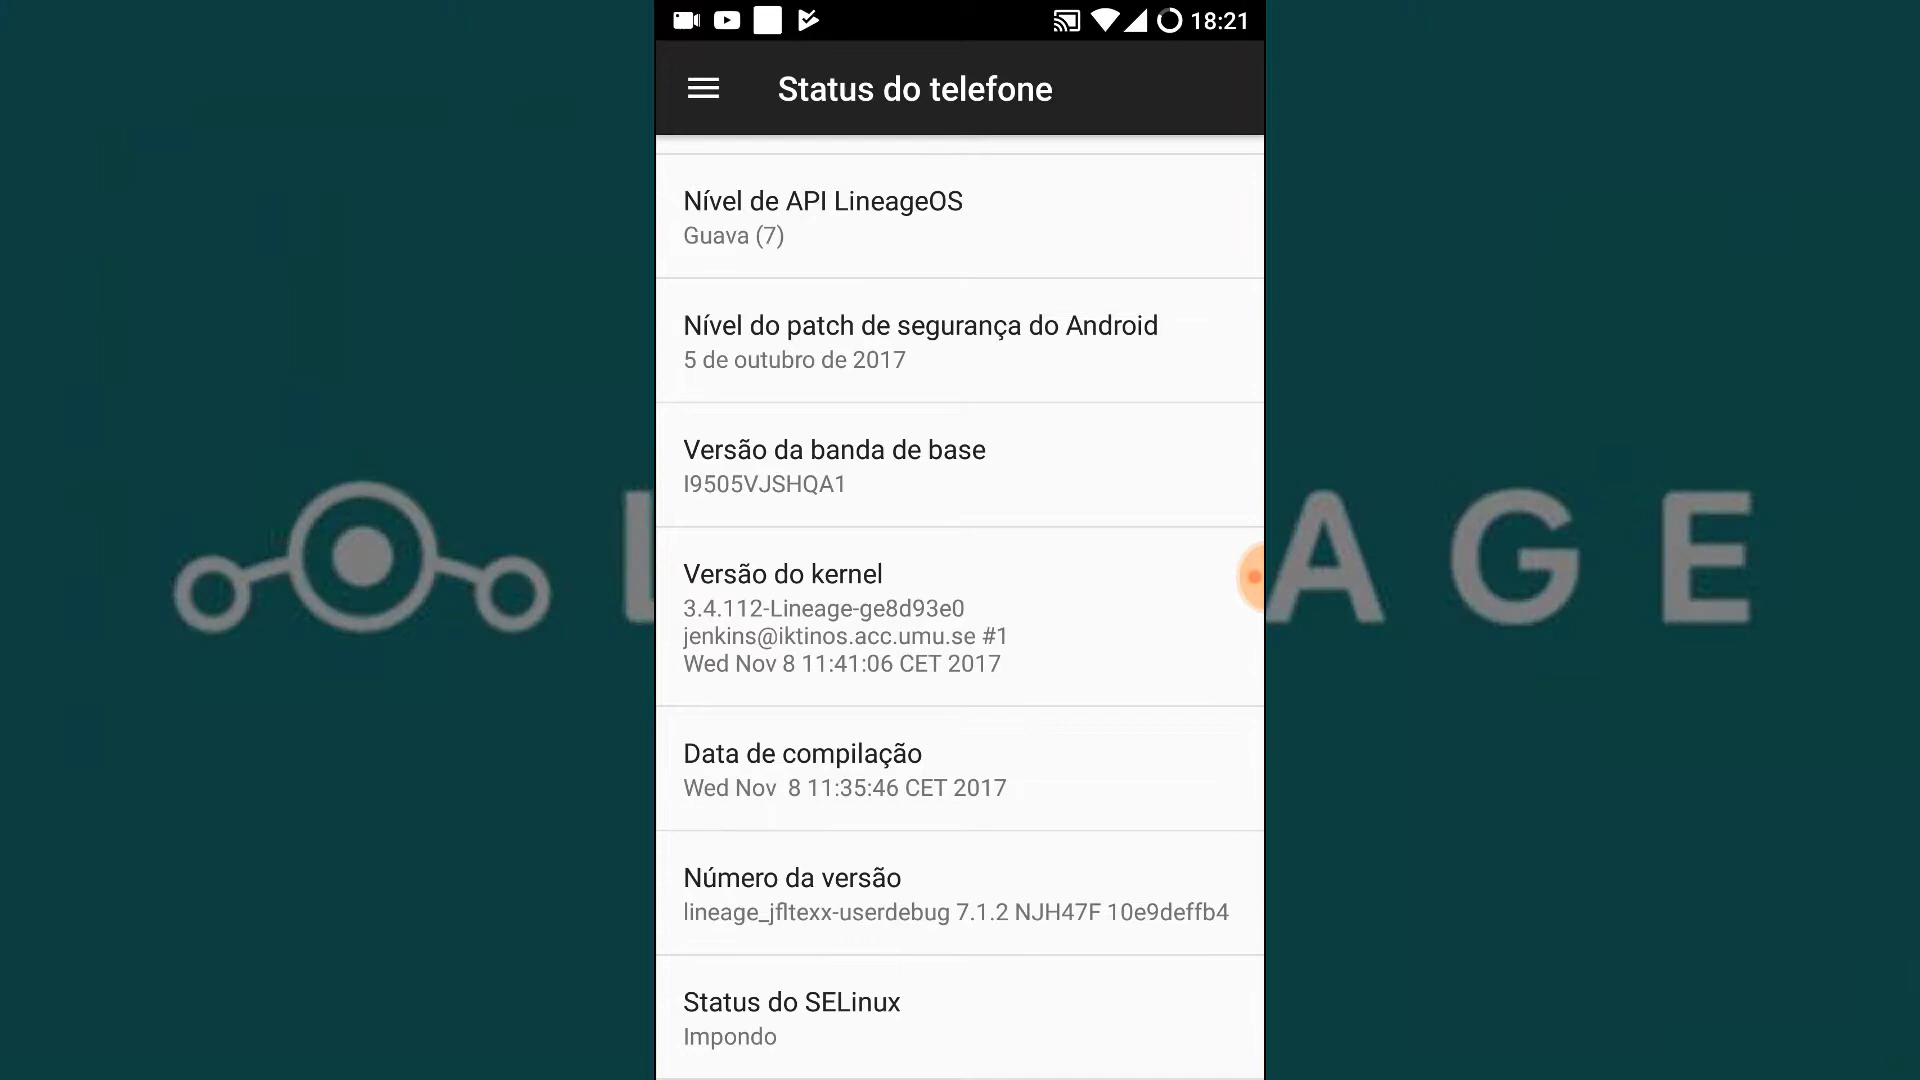 18:21
Status do telefone
Nível de API LineageOS
Guava (7)
Nível do patch de segurança do Android
5 de outubro de 2017
Versão da banda de base
I9505VJSHQA1
Versão do kernel
3.4.112-Lineage-ge8d93e0
jenkins@iktinos.acc.umu.se #1
Wed Nov 8 11:41:06 CET 2017
Data de compilação
Wed Nov  8 11:35:46 CET 2017
Número da versão
lineage_jfltexx-userdebug 7.1.2 NJH47F 10e9deffb4
Status do SELinux
Impondo
L AGE